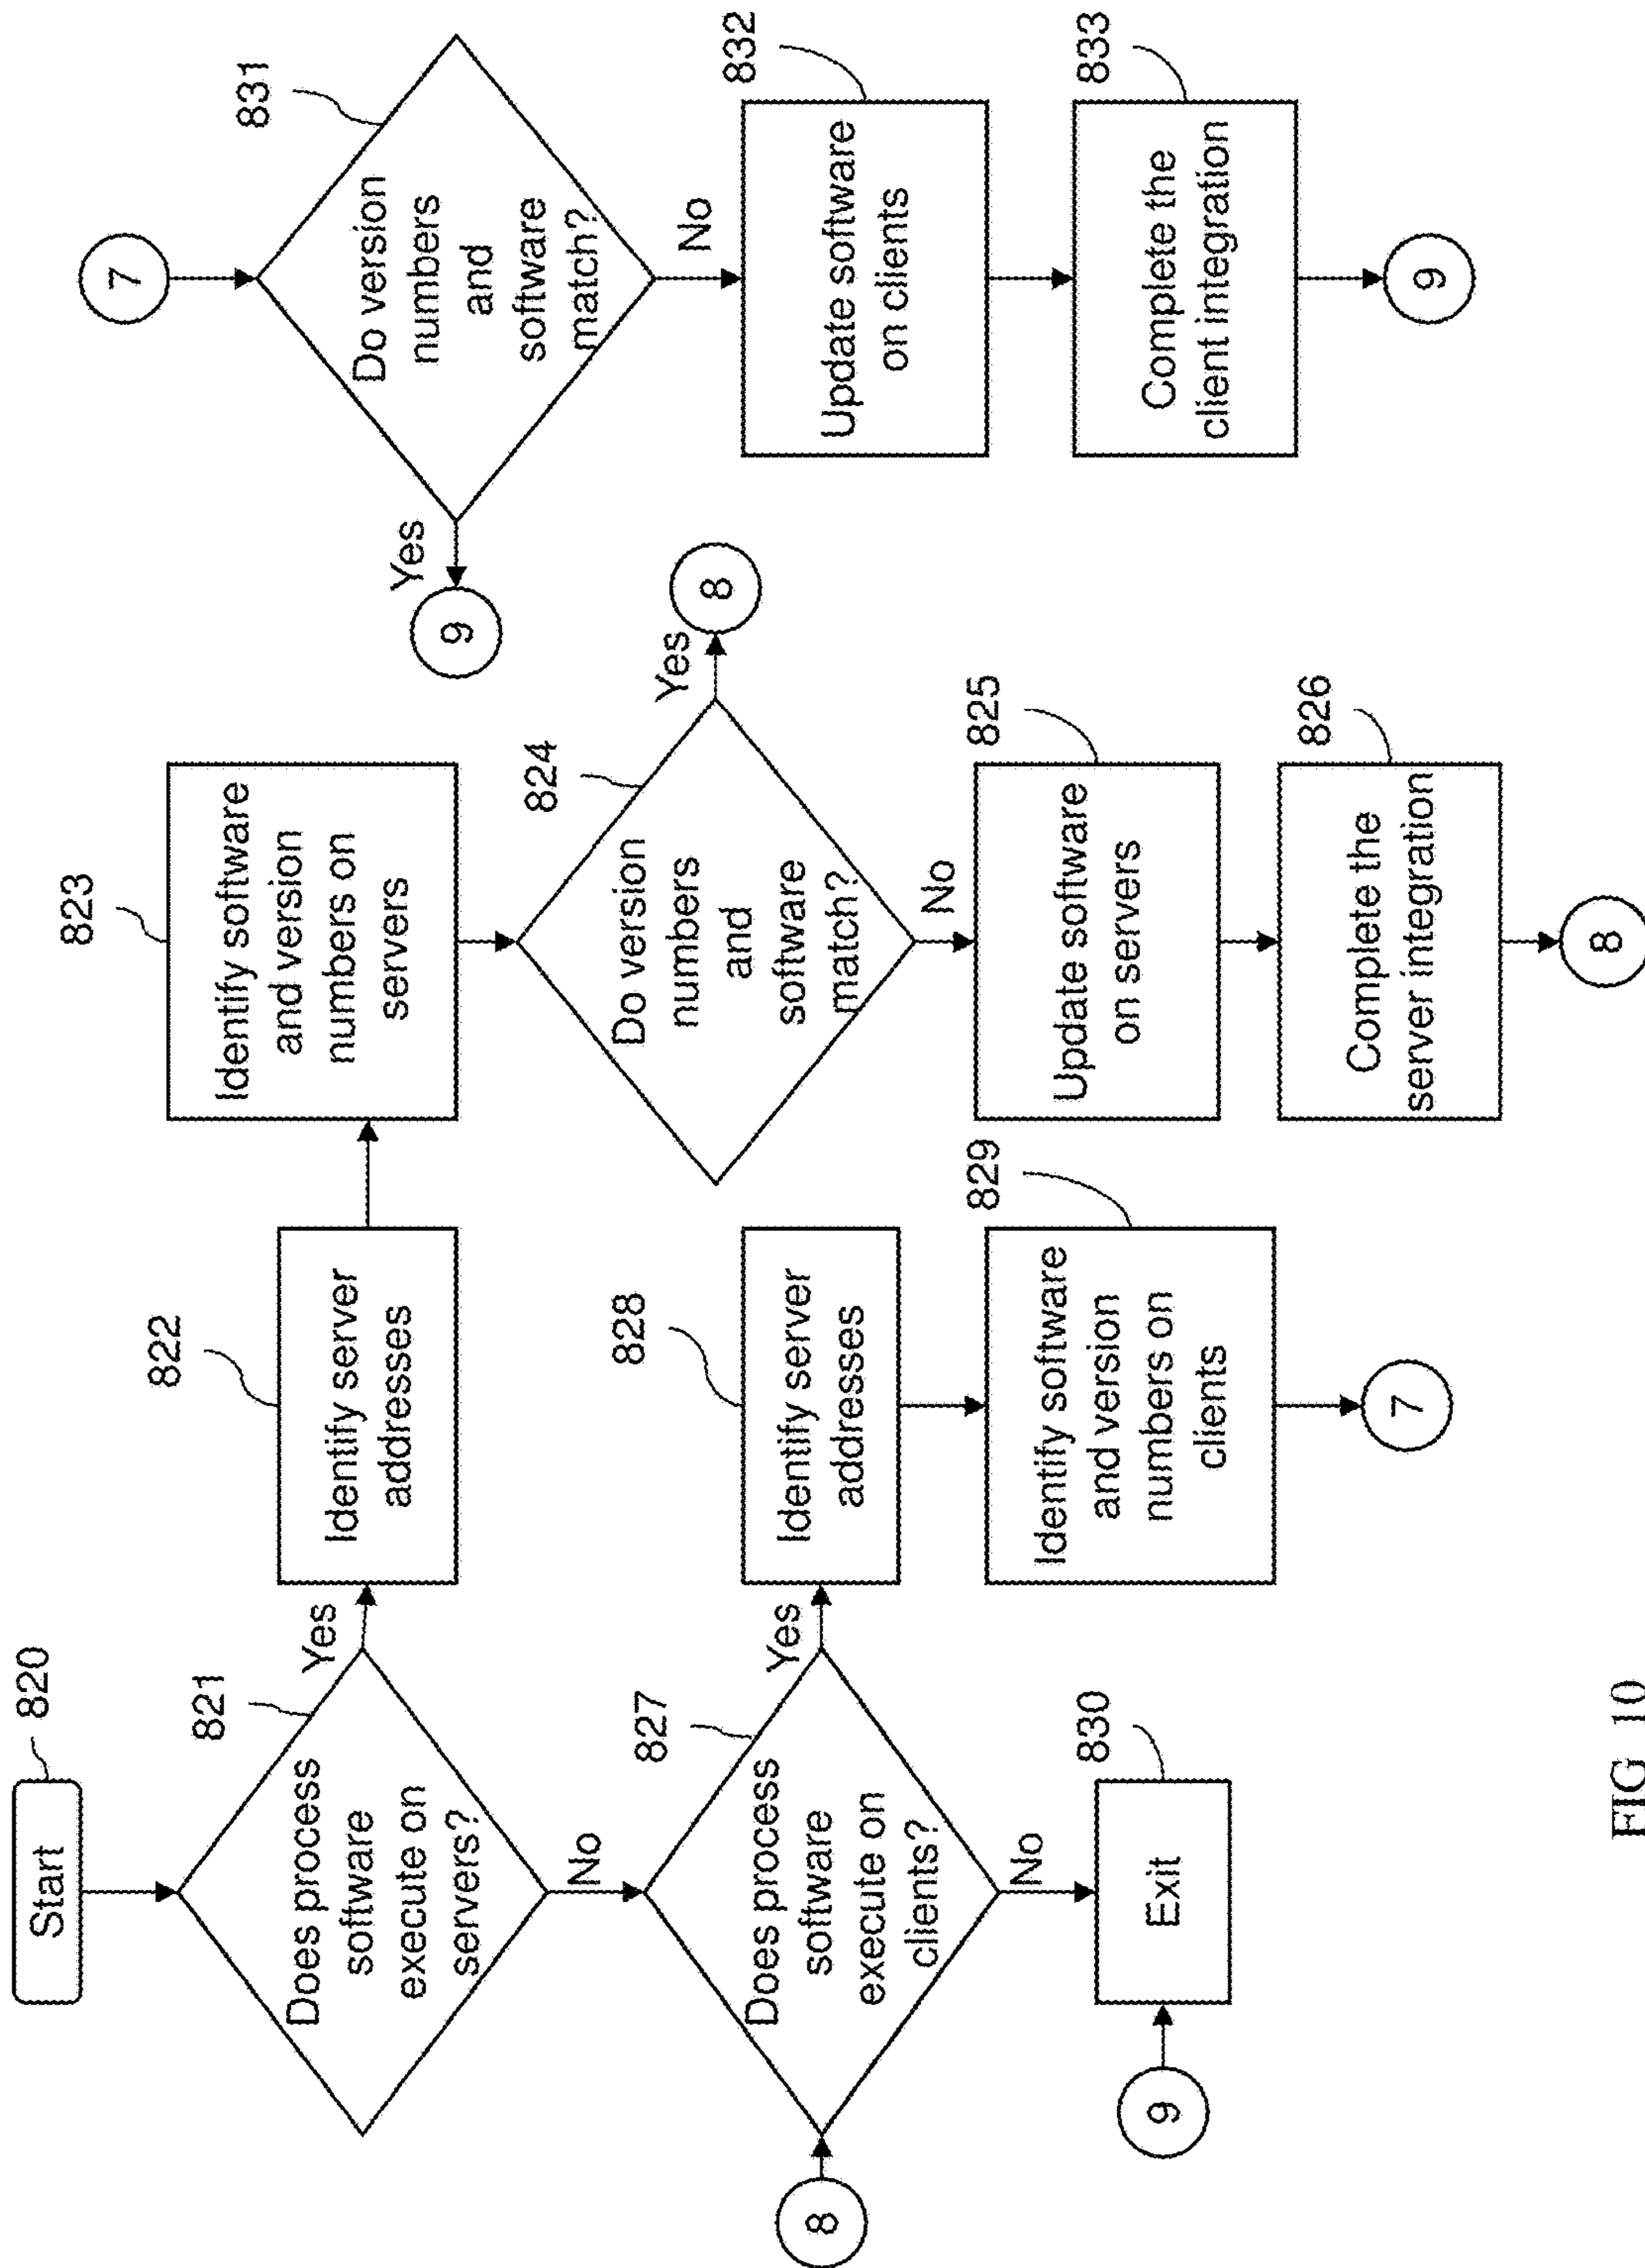 Start
820
Does process
software
execute on
servers?
821
Yes
No
Identify server
addresses
822
Identify software
and version
numbers on
servers
823
Do version
numbers
and
software
match?
824
Yes
8
No
Update software
on servers
825
Complete the
server integration
826
8
8
Does process
software
execute on
clients?
827
Yes
No
Identify server
addresses
828
Identify software
and version
numbers on
clients
829
7
9
Exit
830
7
Do version
numbers
and
software
match?
831
Yes
9
No
Update software
on clients
832
Complete the
client integration
833
9
FIG 10